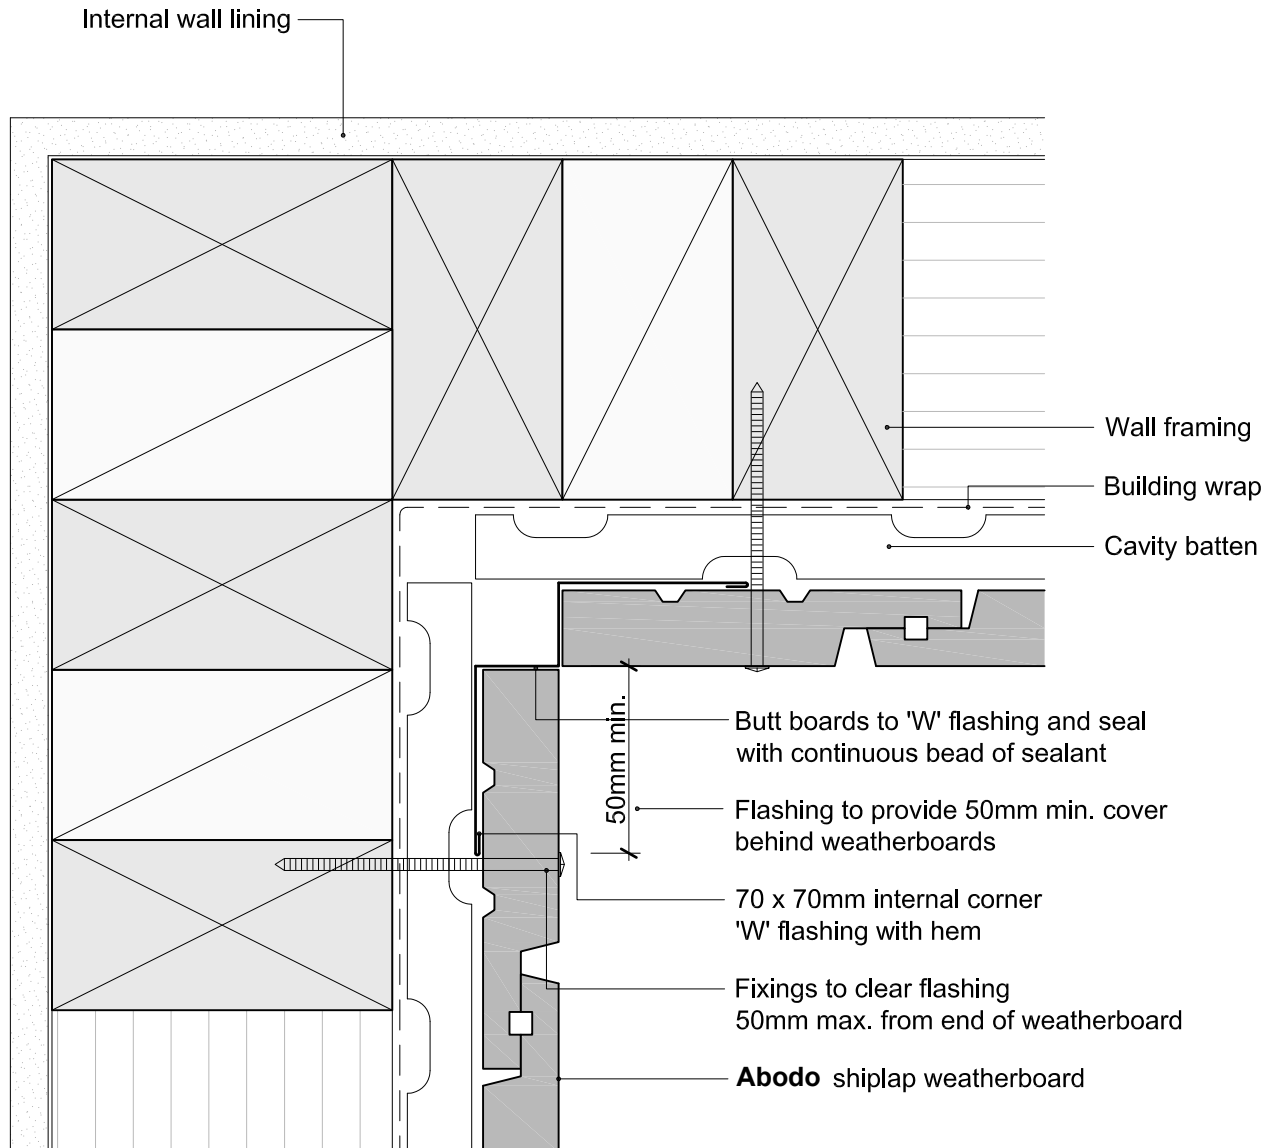 Internal wall lining
Wall framing
Building wrap
Cavity batten
50mm min.
Butt boards to 'W' flashing and seal
with continuous bead of sealant
Flashing to provide 50mm min. cover
behind weatherboards
70 x 70mm internal corner
'W' flashing with hem
Fixings to clear flashing
50mm max. from end of weatherboard
Abodo shiplap weatherboard